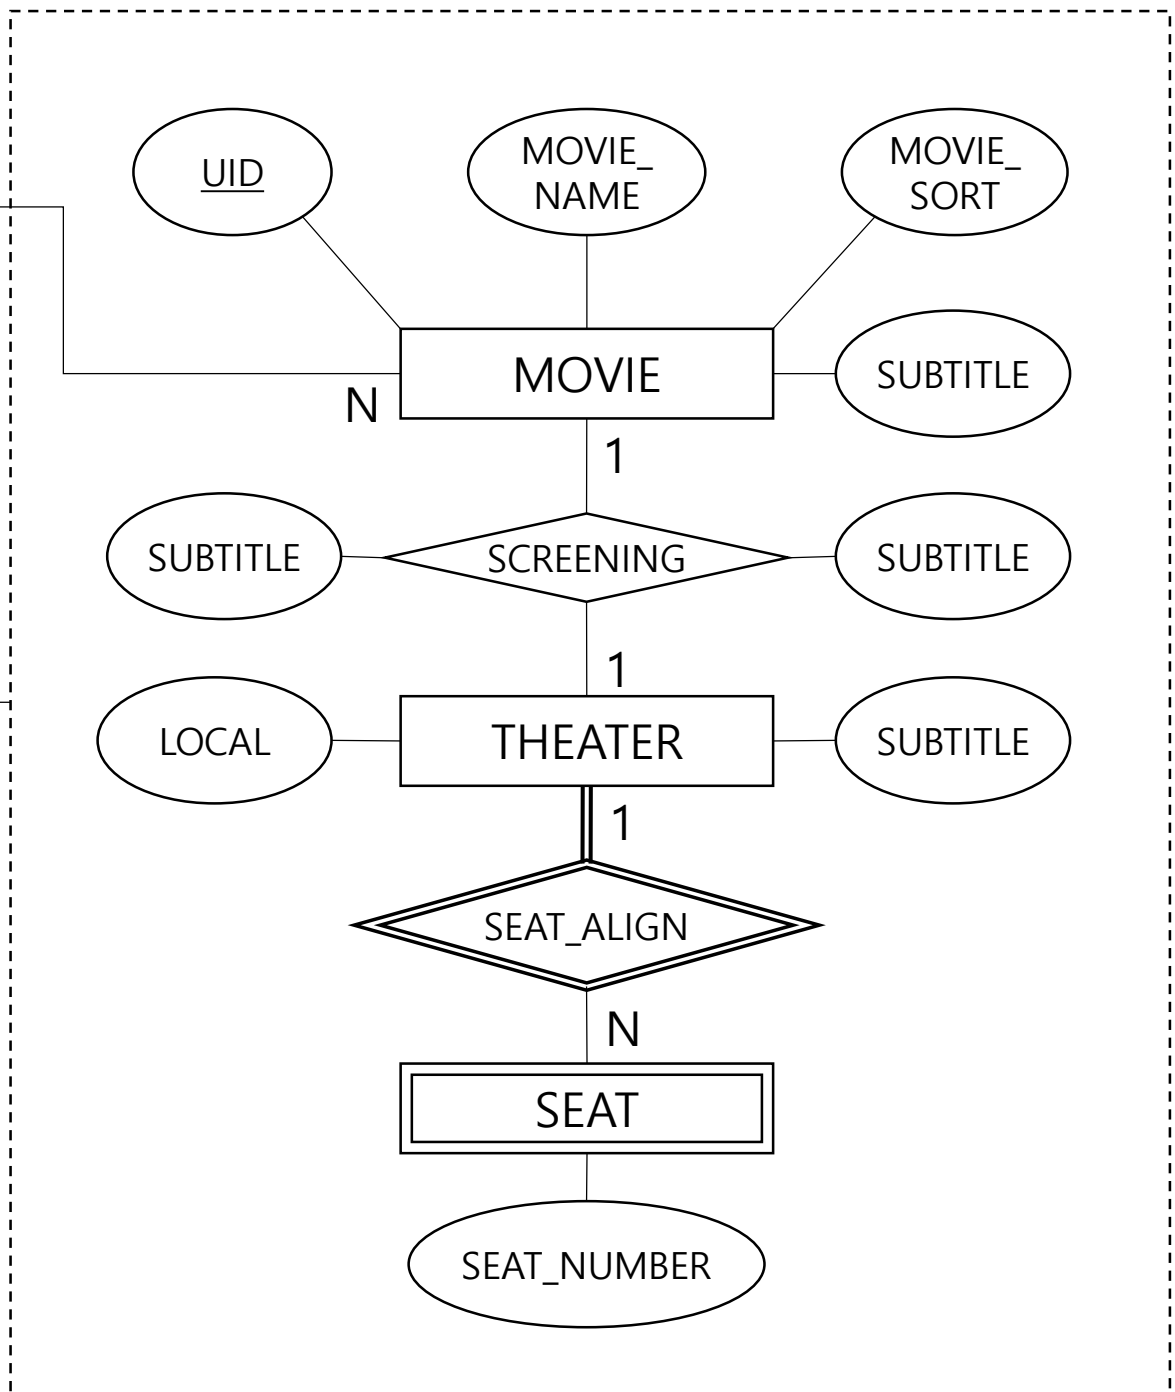 UID
MOVIE_
NAME
MOVIE_
SORT
MOVIE
SUBTITLE
N
1
SUBTITLE
SCREENING
SUBTITLE
1
LOCAL
THEATER
SUBTITLE
1
SEAT_ALIGN
N
SEAT
SEAT_NUMBER